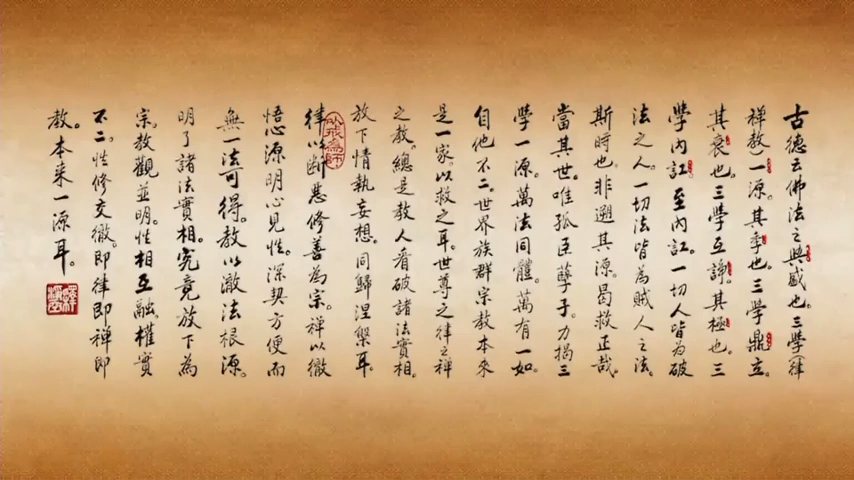 古德云佛法之興盛也。三學(律
禪教)一源。其季也。三學鼎立。
其衰也。三學互諍。其極也。三
學內訌。至內訌。一切人皆為破
法之人。一切法皆為賊人之法。
斯時也。非遡其源。曷救正哉。
當其世。唯孤臣孽子。力揭三
學一源。萬法同體。萬有一如。
自他不二。世界族群宗教本來
是一家。以救之耳。世尊之律之禪
之教。總是教人看破諸法實相。
放下情執妄想。同歸涅槃耳。
律以斷惡修善為宗。禪以徹
悟心源明心見性。深契方便而
無一法可得。教以澈法根源。
明了諸法實相。究竟放下為
宗。教觀並明。性相互融。權實
不二。性修交徹。即律即禪即
教。本來一源耳。
以戒為師